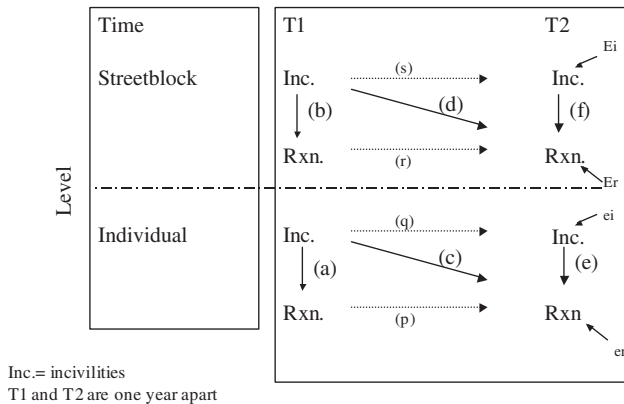 Time T1 T2
Ei
Streetblock Inc. (s) Inc.
(b) (d) (f)
Rxn. (r) Rxn.
Er
Level
ei
Individual Inc. (q) Inc.
(a) (c) (e)
Rxn. (p) Rxn
er
Inc.= incivilities
T1 and T2 are one year apart